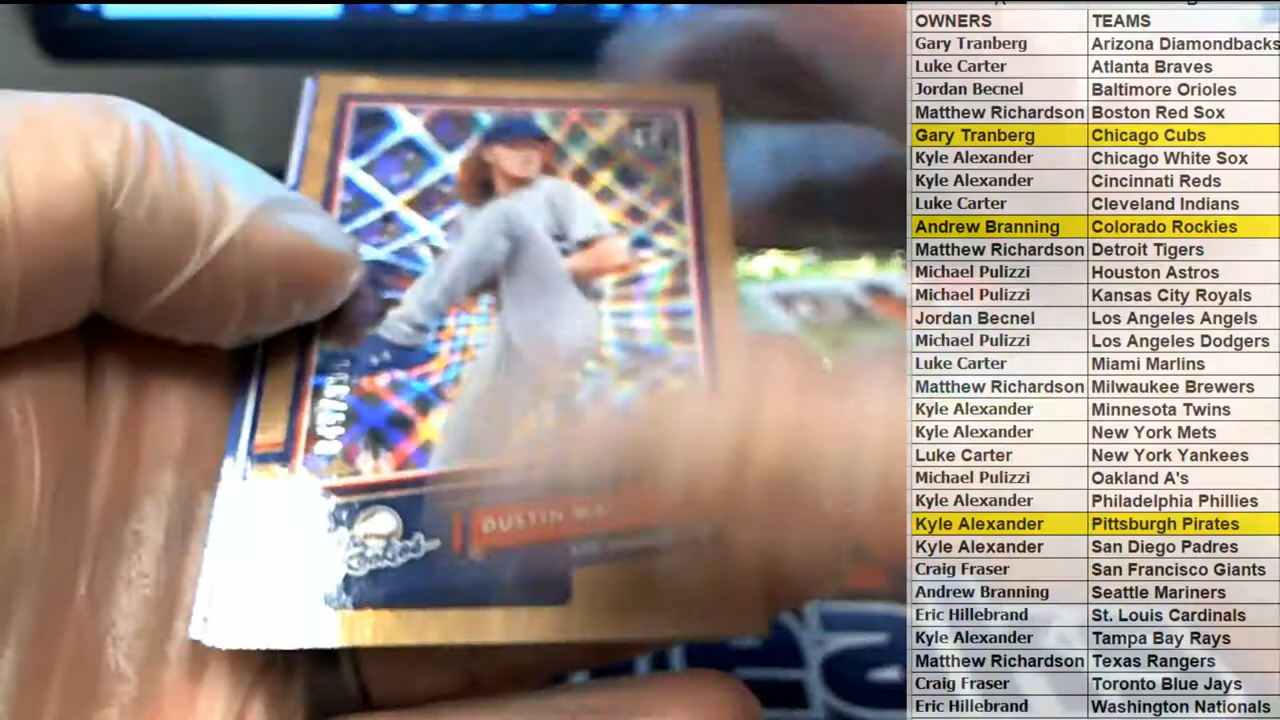 OWNERS TEAMS
Gary Tranberg Arizona Diamondbacks
Luke Carter Atlanta Braves
Jordan Becnel Baltimore Orioles
Matthew Richardson Boston Red Sox
Gary Tranberg Chicago Cubs
Kyle Alexander Chicago White Sox
Kyle Alexander Cincinnati Reds
Luke Carter Cleveland Indians
Andrew Branning Colorado Rockies
Matthew Richardson Detroit Tigers
Michael Pulizzi Houston Astros
Michael Pulizzi Kansas City Royals
Jordan Becnel Los Angeles Angels
Michael Pulizzi Los Angeles Dodgers
Luke Carter Miami Marlins
Matthew Richardson Milwaukee Brewers
Kyle Alexander Minnesota Twins
Kyle Alexander New York Mets
Luke Carter New York Yankees
Michael Pulizzi Oakland A's
Kyle Alexander Philadelphia Phillies
Kyle Alexander Pittsburgh Pirates
Kyle Alexander San Diego Padres
Craig Fraser San Francisco Giants
Andrew Branning Seattle Mariners
Eric Hillebrand St. Louis Cardinals
Kyle Alexander Tampa Bay Rays
Matthew Richardson Texas Rangers
Craig Fraser Toronto Blue Jays
Eric Hillebrand Washington Nationals
DUSTIN